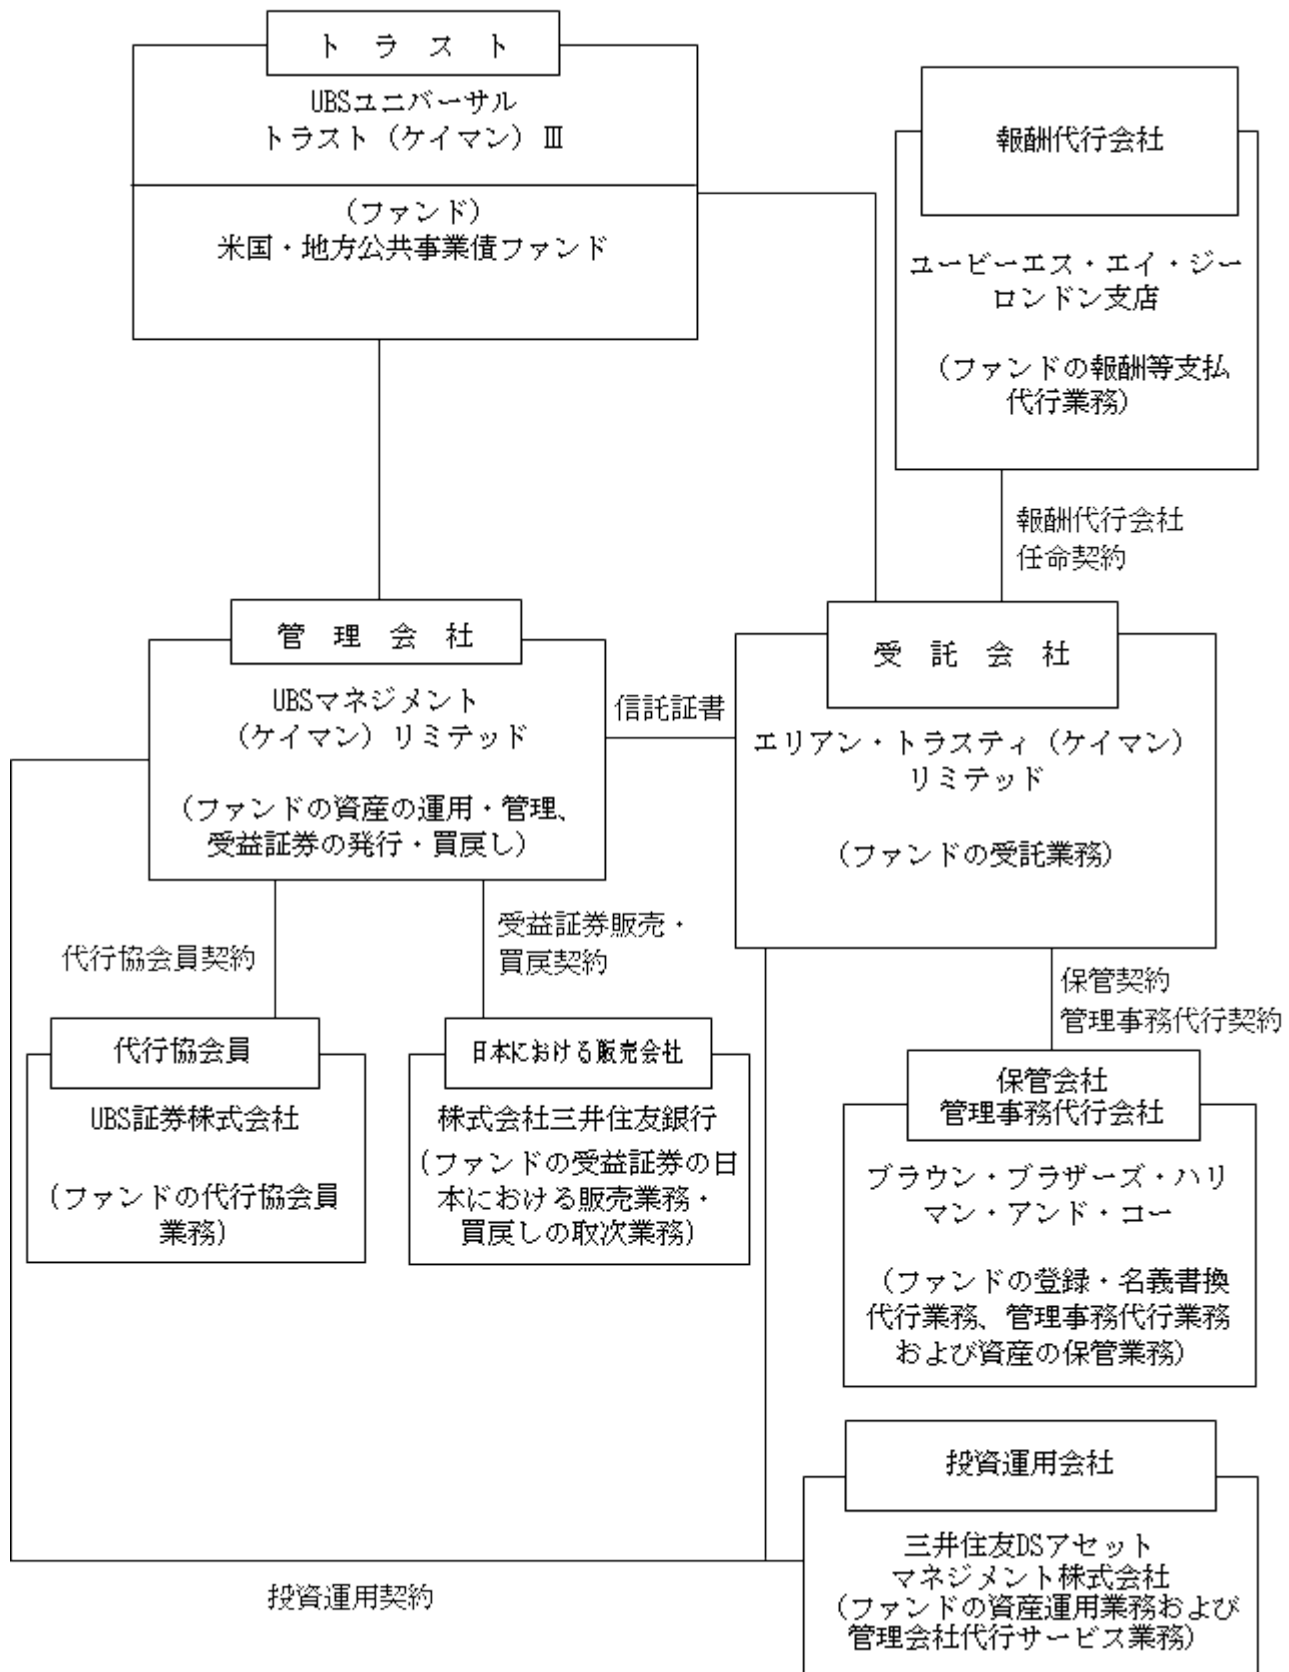 トラスト
UBSユニバーサル
トラスト（ケイマン）Ⅲ
（ファンド）
米国・地方公共事業債ファンド
報酬代行会社
ユービーエス・エイ・ジー
ロンドン支店
（ファンドの報酬等支払
代行業務）
報酬代行会社
任命契約
管理会社
UBSマネジメント
（ケイマン）リミテッド
（ファンドの資産の運用・管理、
受益証券の発行・買戻し）
信託証書
受託会社
エリアン・トラスティ（ケイマン）
リミテッド
（ファンドの受託業務）
代行協会員契約
受益証券販売・
買戻契約
保管契約
管理事務代行契約
代行協会員
UBS証券株式会社
（ファンドの代行協会員
業務）
日本における販売会社
株式会社三井住友銀行
（ファンドの受益証券の日
本における販売業務・
買戻しの取次業務）
保管会社
管理事務代行会社
ブラウン・ブラザーズ・ハリ
マン・アンド・コー
（ファンドの登録・名義書換
代行業務、管理事務代行業務
および資産の保管業務）
投資運用会社
三井住友DSアセット
マネジメント株式会社
（ファンドの資産運用業務および
管理会社代行サービス業務）
投資運用契約